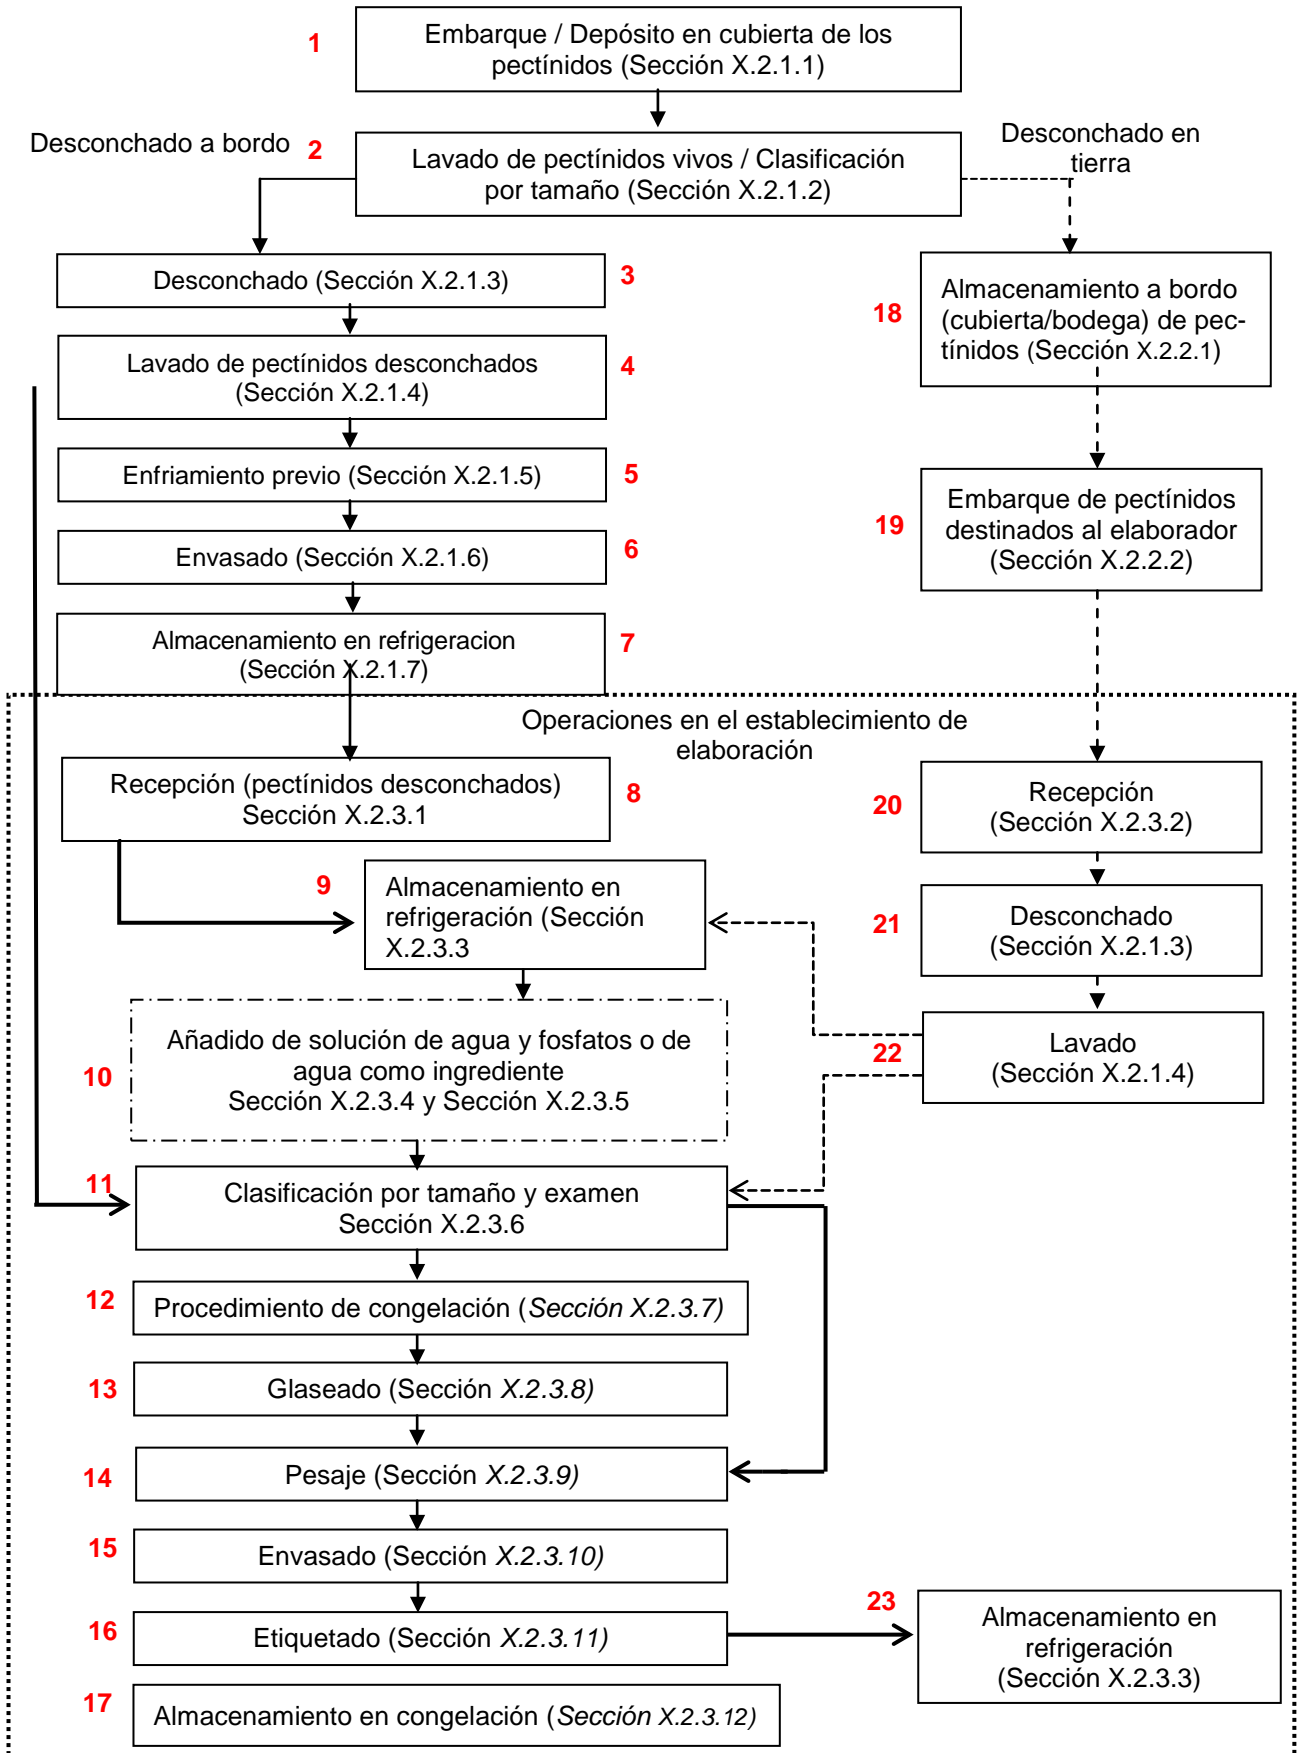 1
Embarque / Depósito en cubierta de los
pectínidos (Sección X.2.1.1)
Desconchado a bordo
2
Lavado de pectínidos vivos / Clasificación
por tamaño (Sección X.2.1.2)
Desconchado en
tierra
Desconchado (Sección X.2.1.3)
3
Lavado de pectínidos desconchados
(Sección X.2.1.4)
4
Enfriamiento previo (Sección X.2.1.5)
5
Envasado (Sección X.2.1.6)
6
Almacenamiento en refrigeracion
(Sección X.2.1.7)
7
18
Almacenamiento a bordo
(cubierta/bodega) de pec-
tínidos (Sección X.2.2.1)
19
Embarque de pectínidos
destinados al elaborador
(Sección X.2.2.2)
Operaciones en el establecimiento de
elaboración
Recepción (pectínidos desconchados)
Sección X.2.3.1
8
20
Recepción
(Sección X.2.3.2)
9
Almacenamiento en
refrigeración (Sección
X.2.3.3
21
Desconchado
(Sección X.2.1.3)
10
Añadido de solución de agua y fosfatos o de
agua como ingrediente
Sección X.2.3.4 y Sección X.2.3.5
22
Lavado
(Sección X.2.1.4)
11
Clasificación por tamaño y examen
Sección X.2.3.6
12
Procedimiento de congelación (Sección X.2.3.7)
13
Glaseado (Sección X.2.3.8)
14
Pesaje (Sección X.2.3.9)
15
Envasado (Sección X.2.3.10)
16
Etiquetado (Sección X.2.3.11)
23
Almacenamiento en
refrigeración
(Sección X.2.3.3)
17
Almacenamiento en congelación (Sección X.2.3.12)